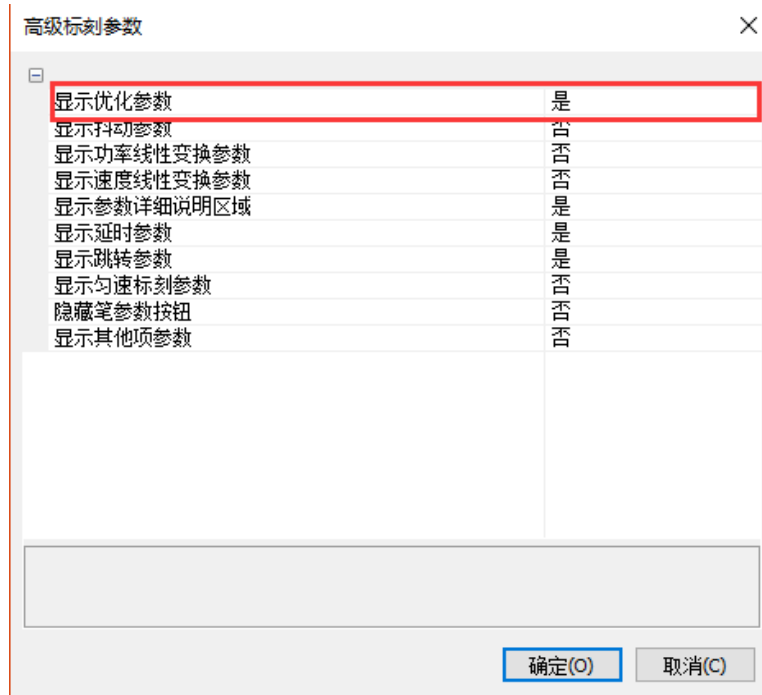 高级标刻参数
显示优化参数 是
显示抖动参数 否
显示功率线性变换参数 否
显示速度线性变换参数 否
显示参数详细说明区域 是
显示延时参数 是
显示跳转参数 是
显示匀速标刻参数 否
隐藏笔参数按钮 否
显示其他项参数 否
确定(O) 取消(C)